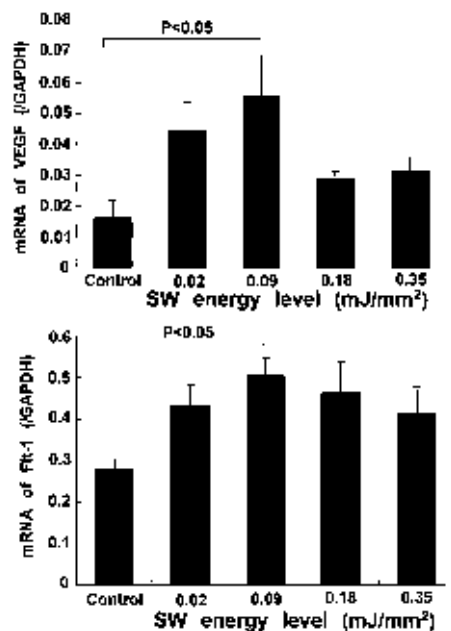 P<0.05
mRNA of VEGF (/GAPDH)
0.08
0.07
0.06
0.05
0.04
0.03
0.02
0.01
0
Control 0.02 0.09 0.18 0.35
SW energy level (mJ/mm²)
P<0.05
mRNA of Flt-1 (/GAPDH)
0.6
0.5
0.4
0.3
0.2
0.1
0
Control 0.02 0.09 0.18 0.35
SW energy level (mJ/mm²)